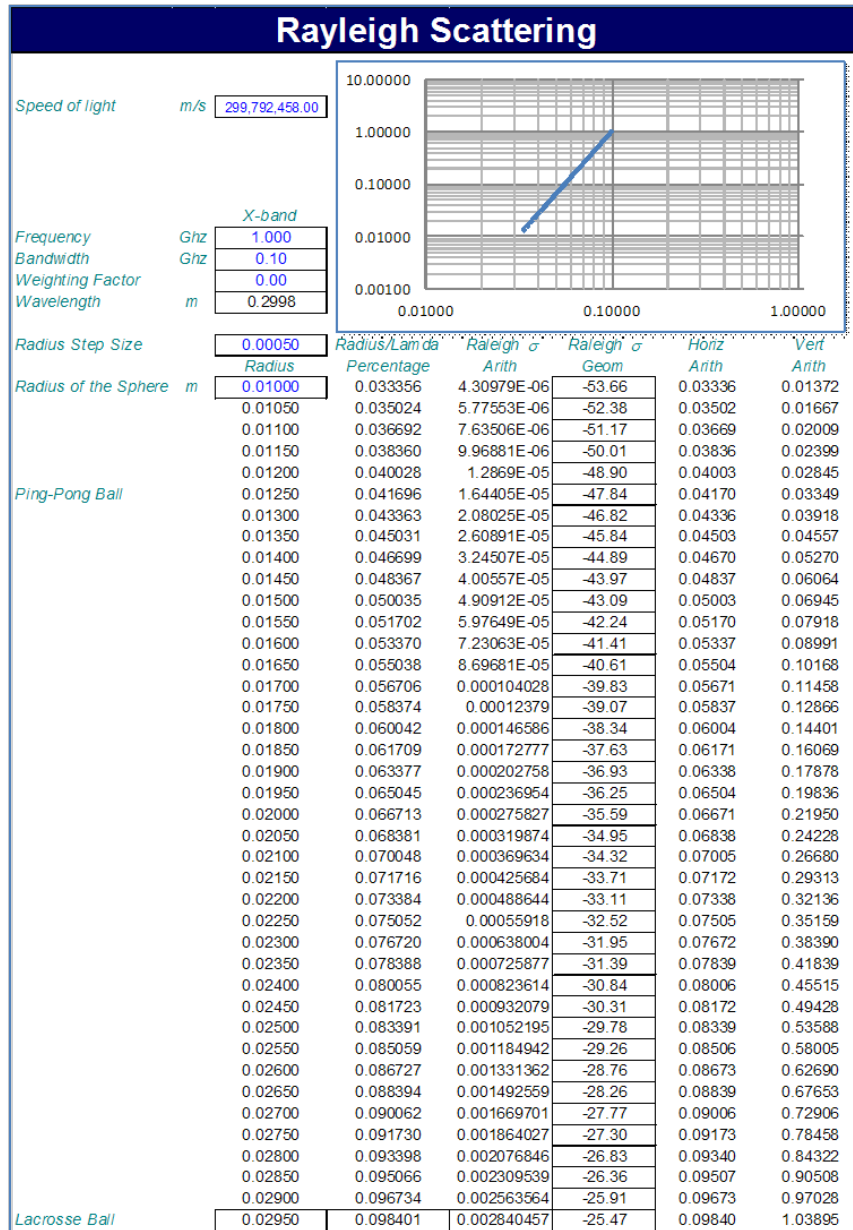 Rayleigh Scattering
10.00000
Speed of light m/s 299,792,458.00
1.00000
0.10000
X-band
Frequency Ghz 1.000
0.01000
Bandwidth Ghz 0.10
Weighting Factor 0.00
0.00100
Wavelength m 0.2998
0.01000 0.10000 1.00000
Radius Step Size 0.00050 Radius/Lamda Raleigh σ Raleigh σ Horiz Vert
Radius Percentage Arith Geom Arith Arith
Radius of the Sphere m 0.01000 0.033356 4.30979E-06 -53.66 0.03336 0.01372
0.01050 0.035024 5.77553E-06 -52.38 0.03502 0.01667
0.01100 0.036692 7.63506E-06 -51.17 0.03669 0.02009
0.01150 0.038360 9.96881E-06 -50.01 0.03836 0.02399
0.01200 0.040028 1.2869E-05 -48.90 0.04003 0.02845
Ping-Pong Ball 0.01250 0.041696 1.64405E-05 -47.84 0.04170 0.03349
0.01300 0.043363 2.08025E-05 -46.82 0.04336 0.03918
0.01350 0.045031 2.60891E-05 -45.84 0.04503 0.04557
0.01400 0.046699 3.24507E-05 -44.89 0.04670 0.05270
0.01450 0.048367 4.00557E-05 -43.97 0.04837 0.06064
0.01500 0.050035 4.90912E-05 -43.09 0.05003 0.06945
0.01550 0.051702 5.97649E-05 -42.24 0.05170 0.07918
0.01600 0.053370 7.23063E-05 -41.41 0.05337 0.08991
0.01650 0.055038 8.69681E-05 -40.61 0.05504 0.10168
0.01700 0.056706 0.000104028 -39.83 0.05671 0.11458
0.01750 0.058374 0.00012379 -39.07 0.05837 0.12866
0.01800 0.060042 0.000146586 -38.34 0.06004 0.14401
0.01850 0.061709 0.000172777 -37.63 0.06171 0.16069
0.01900 0.063377 0.000202758 -36.93 0.06338 0.17878
0.01950 0.065045 0.000236954 -36.25 0.06504 0.19836
0.02000 0.066713 0.000275827 -35.59 0.06671 0.21950
0.02050 0.068381 0.000319874 -34.95 0.06838 0.24228
0.02100 0.070048 0.000369634 -34.32 0.07005 0.26680
0.02150 0.071716 0.000425684 -33.71 0.07172 0.29313
0.02200 0.073384 0.000488644 -33.11 0.07338 0.32136
0.02250 0.075052 0.00055918 -32.52 0.07505 0.35159
0.02300 0.076720 0.000638004 -31.95 0.07672 0.38390
0.02350 0.078388 0.000725877 -31.39 0.07839 0.41839
0.02400 0.080055 0.000823614 -30.84 0.08006 0.45515
0.02450 0.081723 0.000932079 -30.31 0.08172 0.49428
0.02500 0.083391 0.001052195 -29.78 0.08339 0.53588
0.02550 0.085059 0.001184942 -29.26 0.08506 0.58005
0.02600 0.086727 0.001331362 -28.76 0.08673 0.62690
0.02650 0.088394 0.001492559 -28.26 0.08839 0.67653
0.02700 0.090062 0.001669701 -27.77 0.09006 0.72906
0.02750 0.091730 0.001864027 -27.30 0.09173 0.78458
0.02800 0.093398 0.002076846 -26.83 0.09340 0.84322
0.02850 0.095066 0.002309539 -26.36 0.09507 0.90508
0.02900 0.096734 0.002563564 -25.91 0.09673 0.97028
Lacrosse Ball 0.02950 0.098401 0.002840457 -25.47 0.09840 1.03895